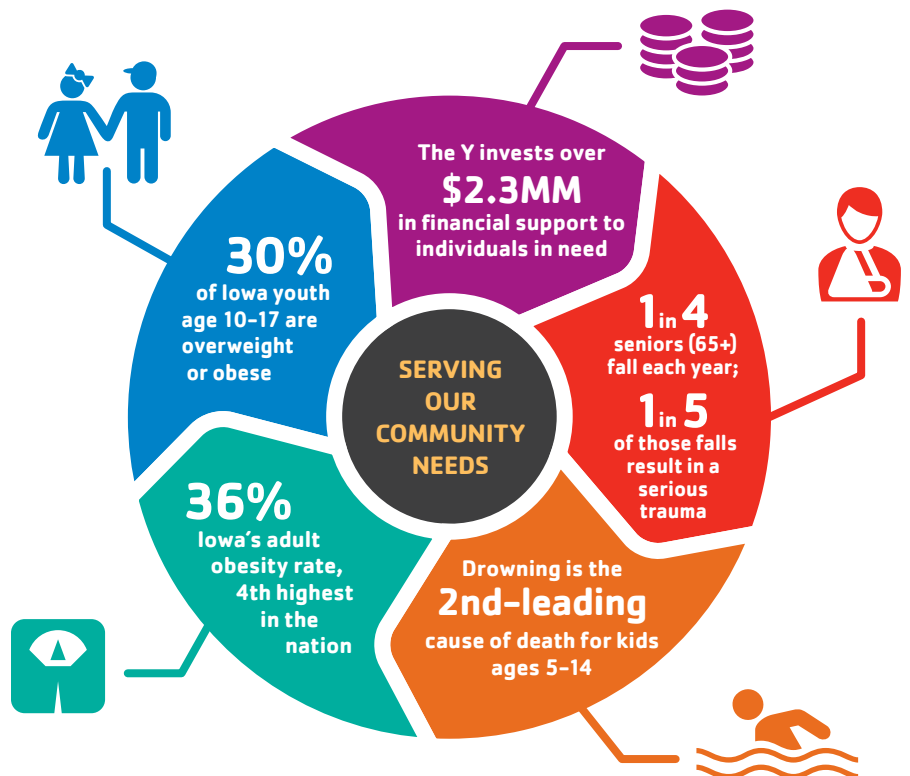 The Y invests over
$2.3MM
in financial support to
individuals in need
1 in 4
seniors (65+)
fall each year;
1 in 5
of those falls
result in a
serious
trauma
Drowning is the
2nd-leading
cause of death for kids
ages 5-14
36%
Iowa's adult
obesity rate,
4th highest
in the
nation
30%
of Iowa youth
age 10-17 are
overweight
or obese
SERVING
OUR
COMMUNITY
NEEDS